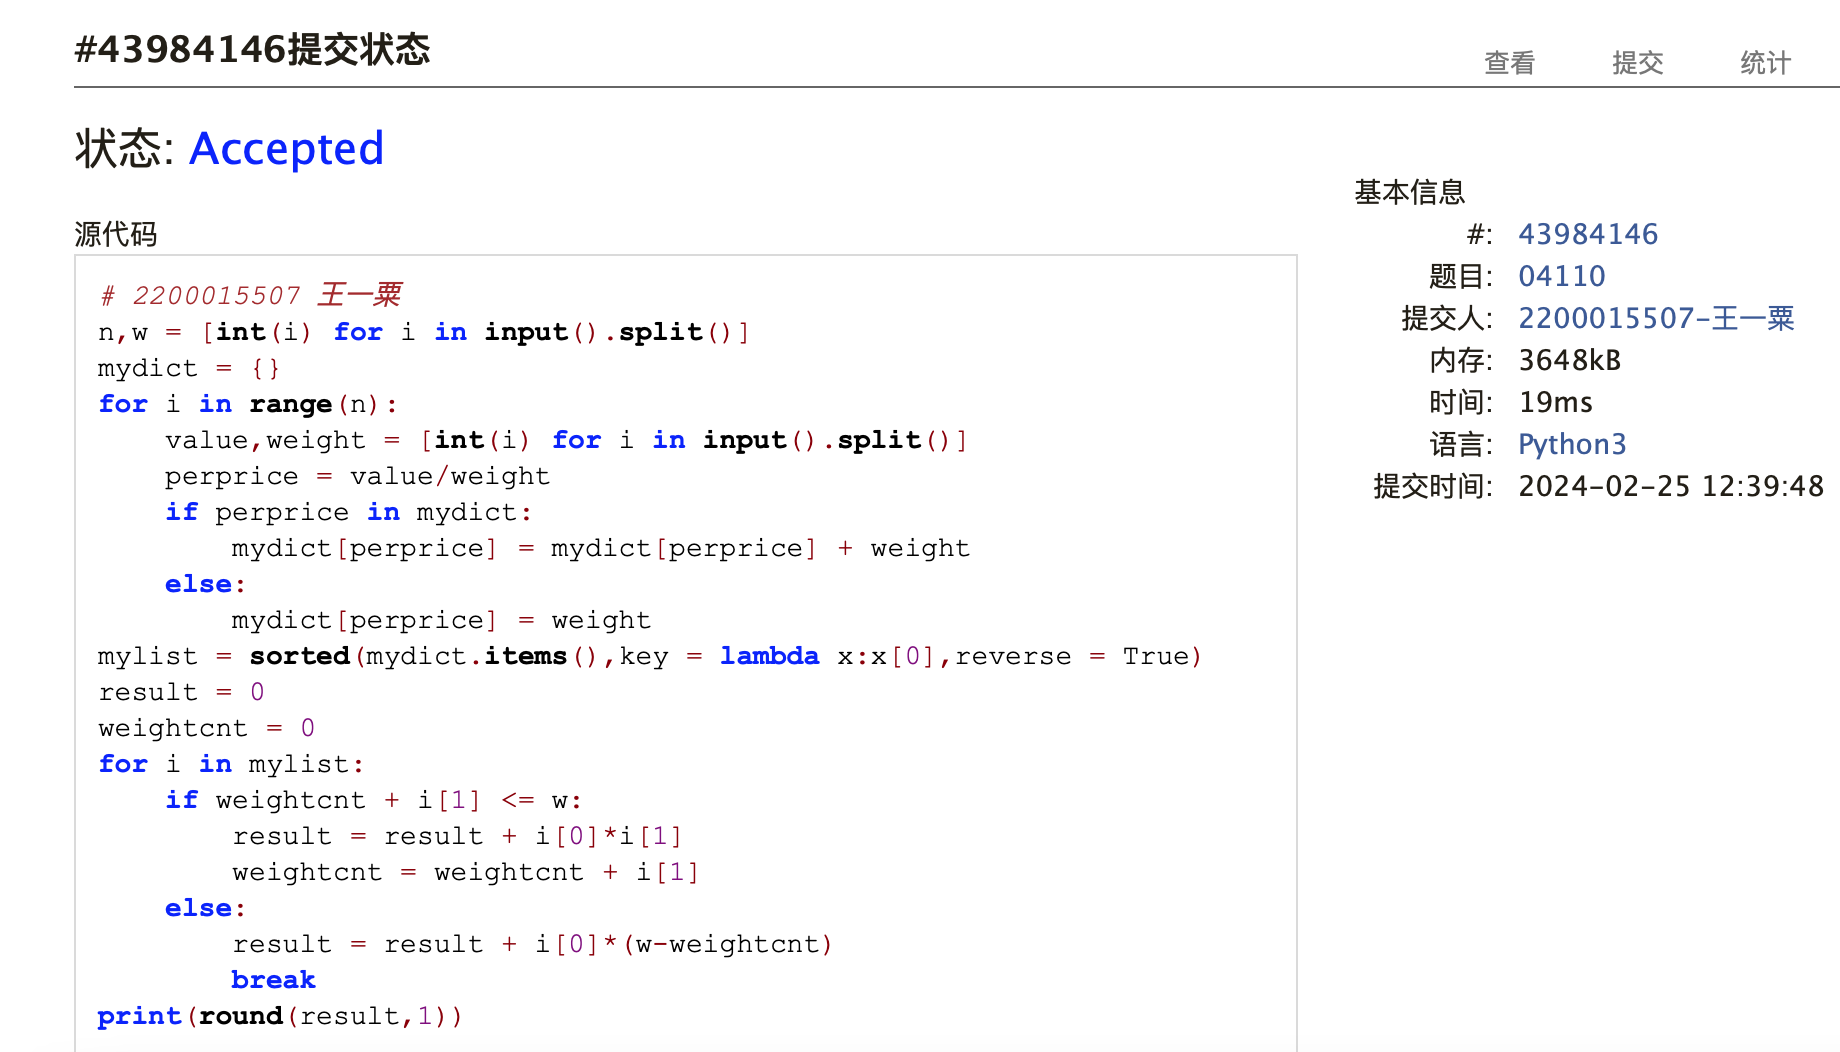 #43984146提交状态
查看 提交 统计
状态: Accepted
源代码
# 2200015507 王一粟
n,w = [int(i) for i in input().split()]
mydict = {}
for i in range(n):
    value,weight = [int(i) for i in input().split()]
    perprice = value/weight
    if perprice in mydict:
        mydict[perprice] = mydict[perprice] + weight
    else:
        mydict[perprice] = weight
mylist = sorted(mydict.items(),key = lambda x:x[0],reverse = True)
result = 0
weightcnt = 0
for i in mylist:
    if weightcnt + i[1] <= w:
        result = result + i[0]*i[1]
        weightcnt = weightcnt + i[1]
    else:
        result = result + i[0]*(w-weightcnt)
        break
print(round(result,1))
基本信息
#: 43984146
题目: 04110
提交人: 2200015507-王一粟
内存: 3648kB
时间: 19ms
语言: Python3
提交时间: 2024-02-25 12:39:48